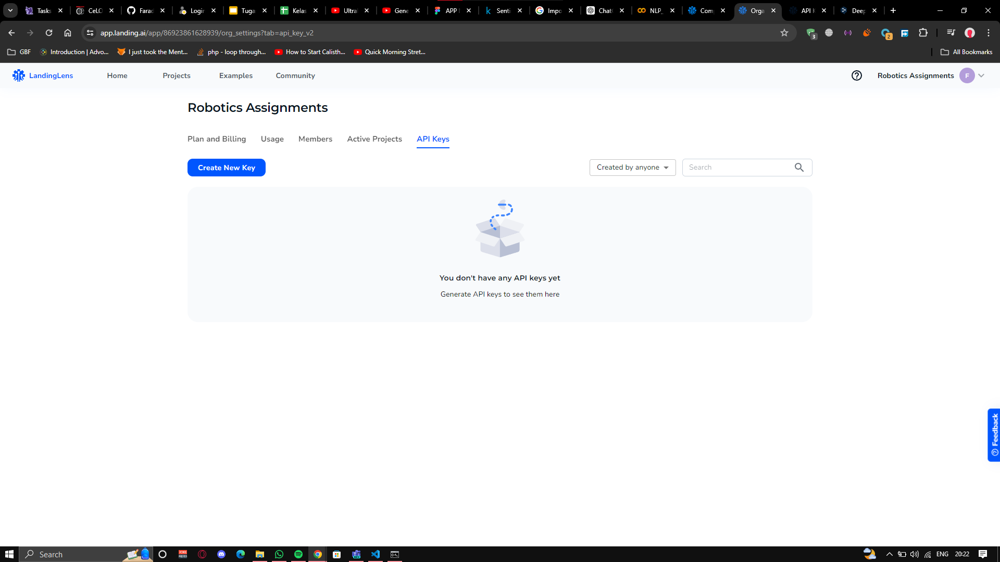 Tasks
CeLO
Farad
Login
Tuga
Kelas
Ultral
Gene
APP
Senti
Impo
Chat
NLP_
Com
Orga
API K
Deep
app.landing.ai/app/86923861628939/org_settings?tab=api_key_v2
3
2
GBF
Introduction | Advo...
I just took the Ment...
php - loop through...
How to Start Calisth...
Quick Morning Stret...
All Bookmarks
LandingLens
Home
Projects
Examples
Community
Robotics Assignments
F
Robotics Assignments
Plan and Billing
Usage
Members
Active Projects
API Keys
Create New Key
Created by anyone
Search
You don't have any API keys yet
Generate API keys to see them here
Feedback
Search
ENG
20:22